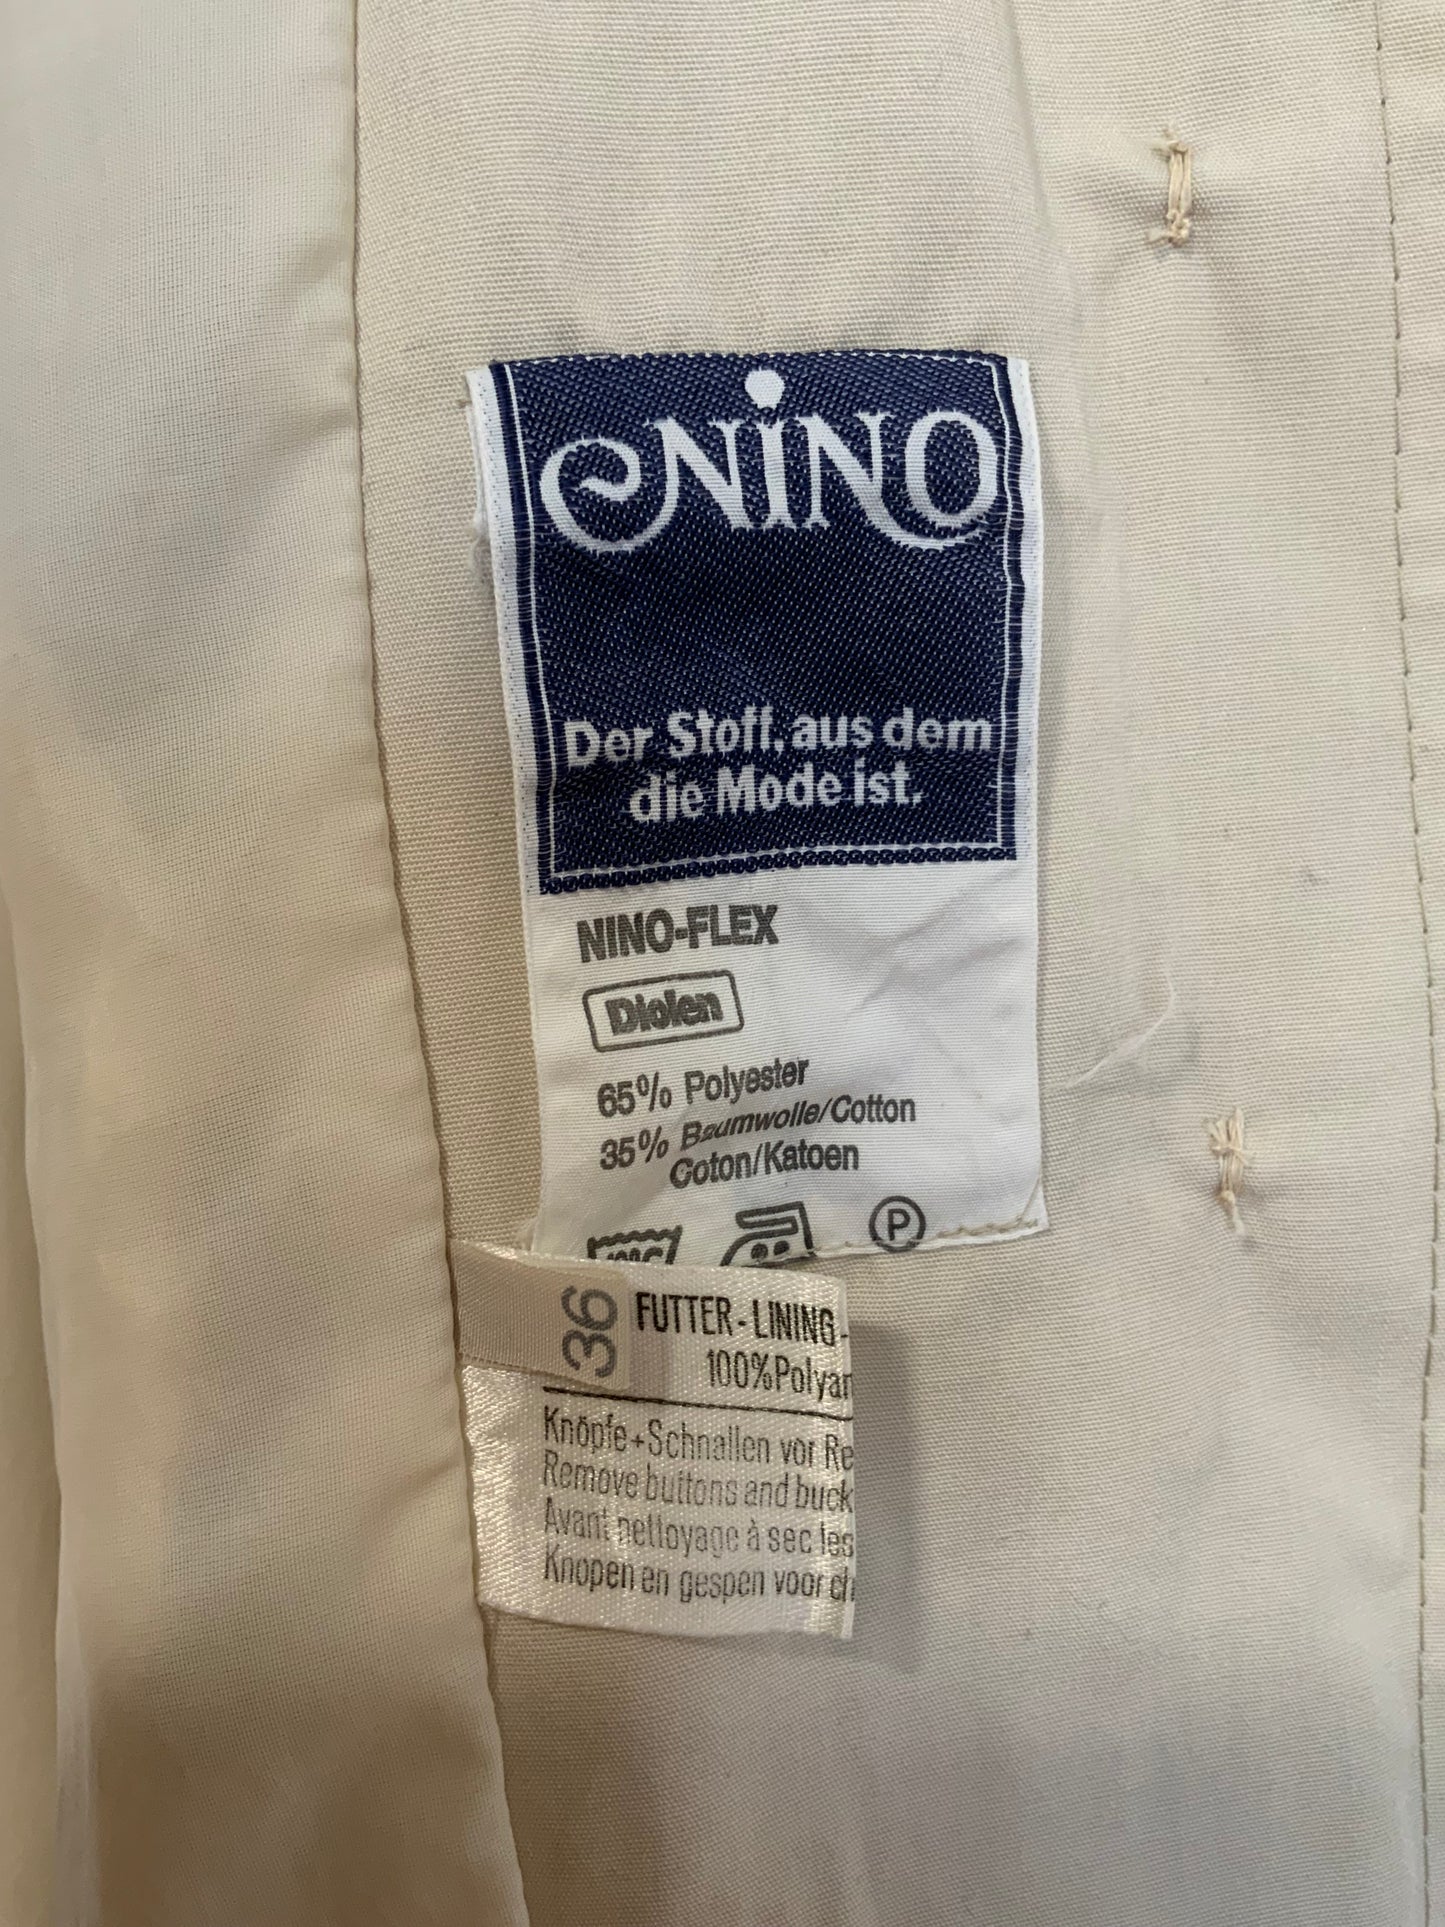 NINO
Der Stoff, aus dem
die Mode ist.
NINO-FLEX
Diolen
65% Polyester
35% Baumwolle/Cotton
Coton/Katoen
P
36
FUTTER - LINING -
100% Polyam
Knöpfe+Schnallen vor Re
Remove buttons and buck
Avant nettoyage à sec les
Knopen en gespen voor ch